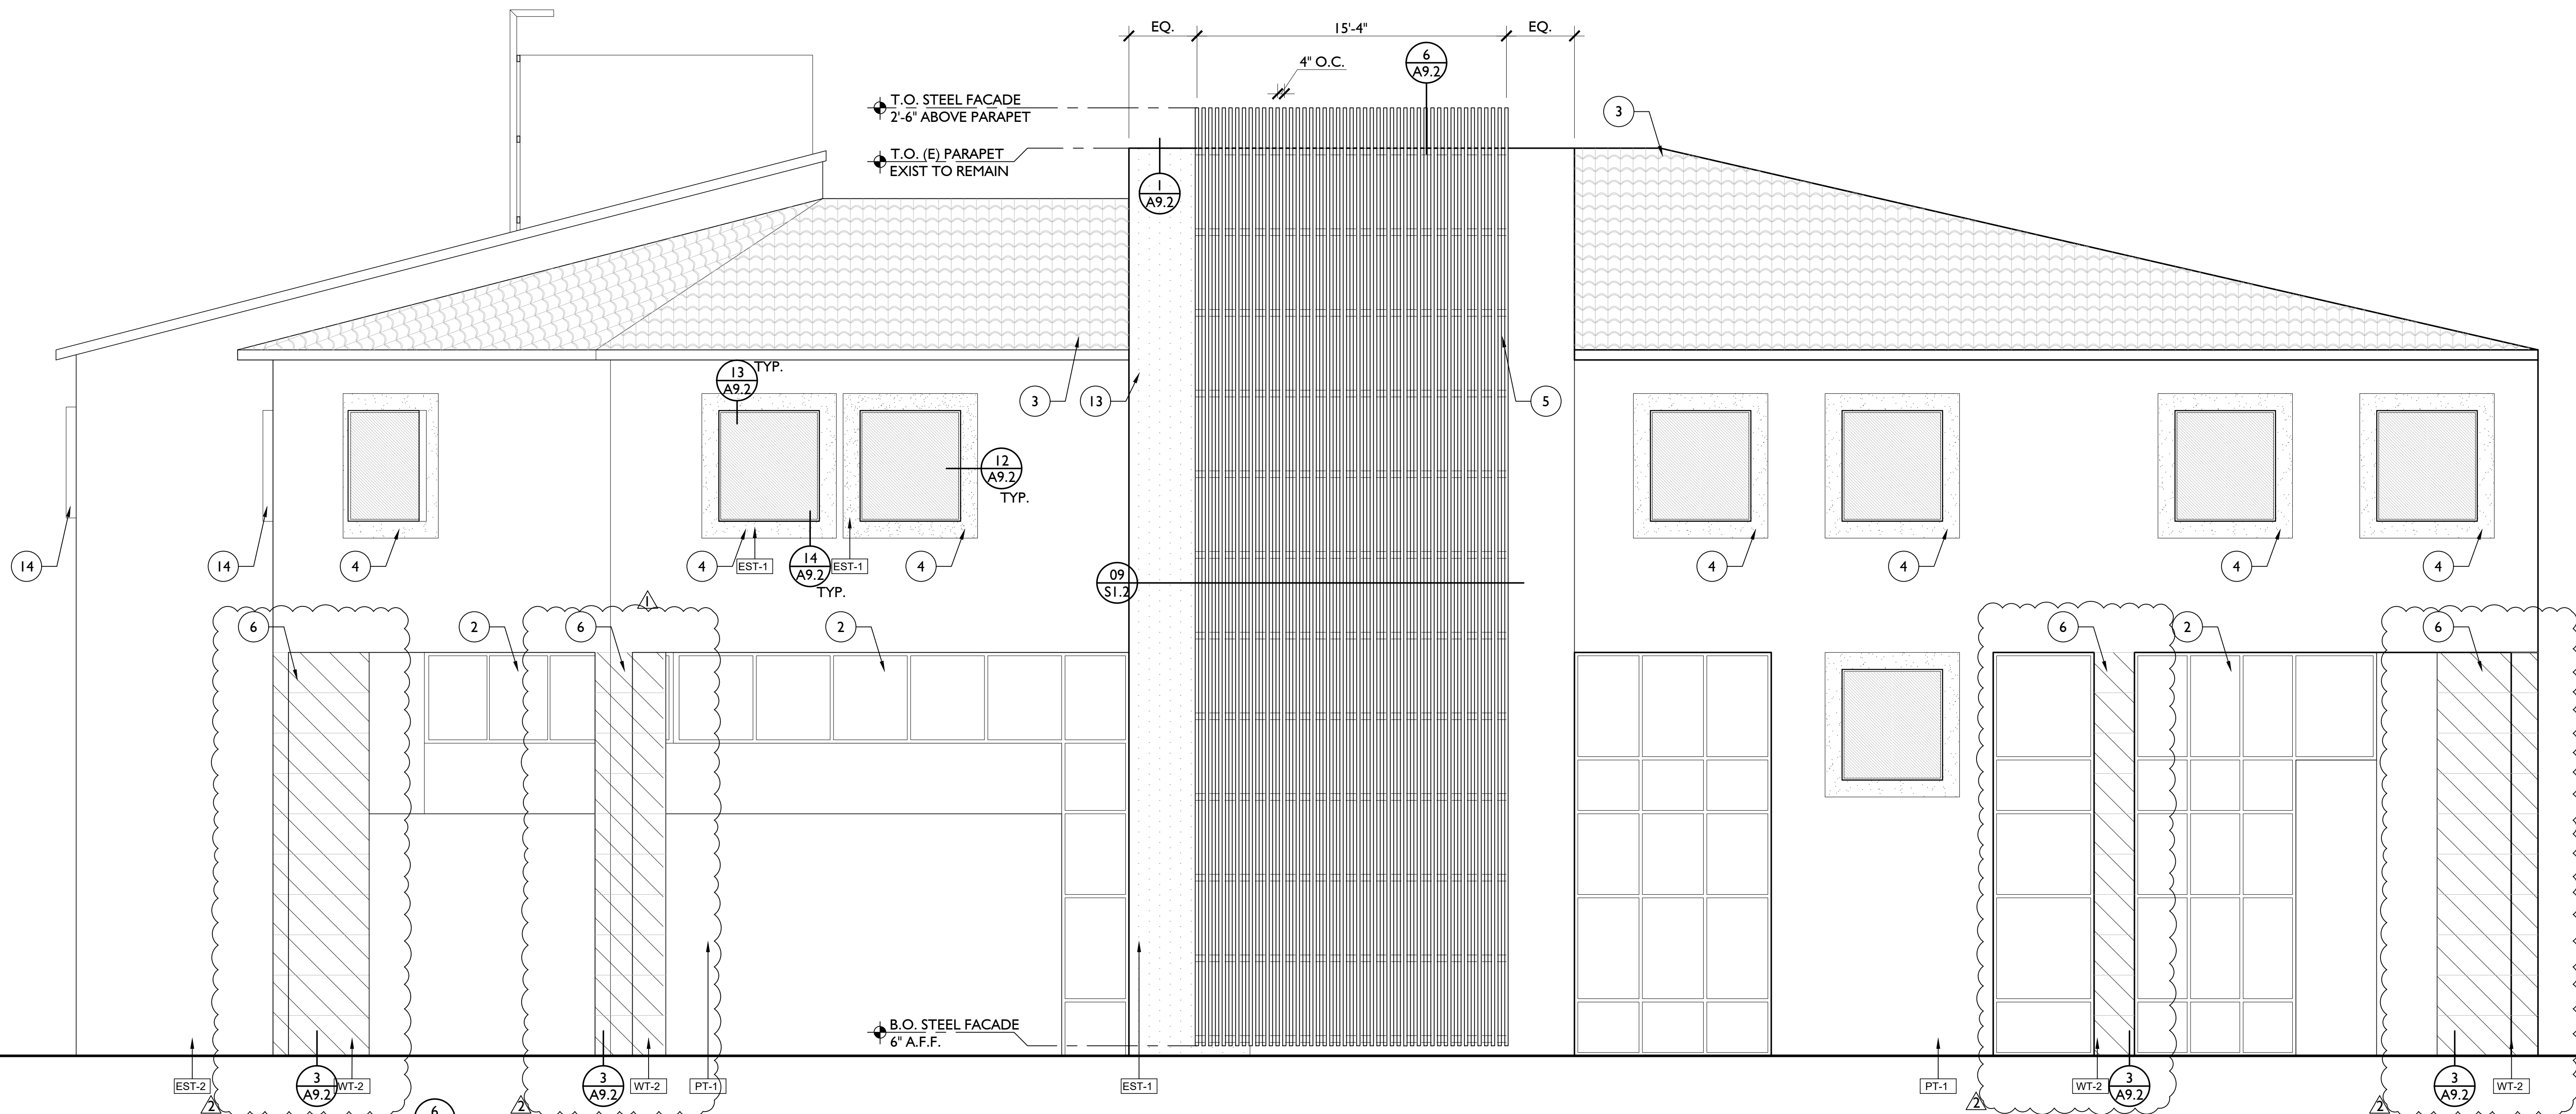 EQ.
15'-4"
EQ.
4" O.C.
6
A9.2
T.O. STEEL FACADE
2'-6" ABOVE PARAPET
3
T.O. (E) PARAPET
EXIST TO REMAIN
1
A9.2
13
A9.2
TYP.
3
13
5
12
A9.2
TYP.
14
14
4
4
EST-1
14
A9.2
TYP.
EST-1
4
4
4
4
4
09
S1.2
1
6
2
6
2
6
2
6
B.O. STEEL FACADE
6" A.F.F.
EST-2
3
A9.2
WT-2
3
A9.2
WT-2
PT-1
EST-1
PT-1
WT-2
3
A9.2
3
A9.2
WT-2
2
2
2
2
6